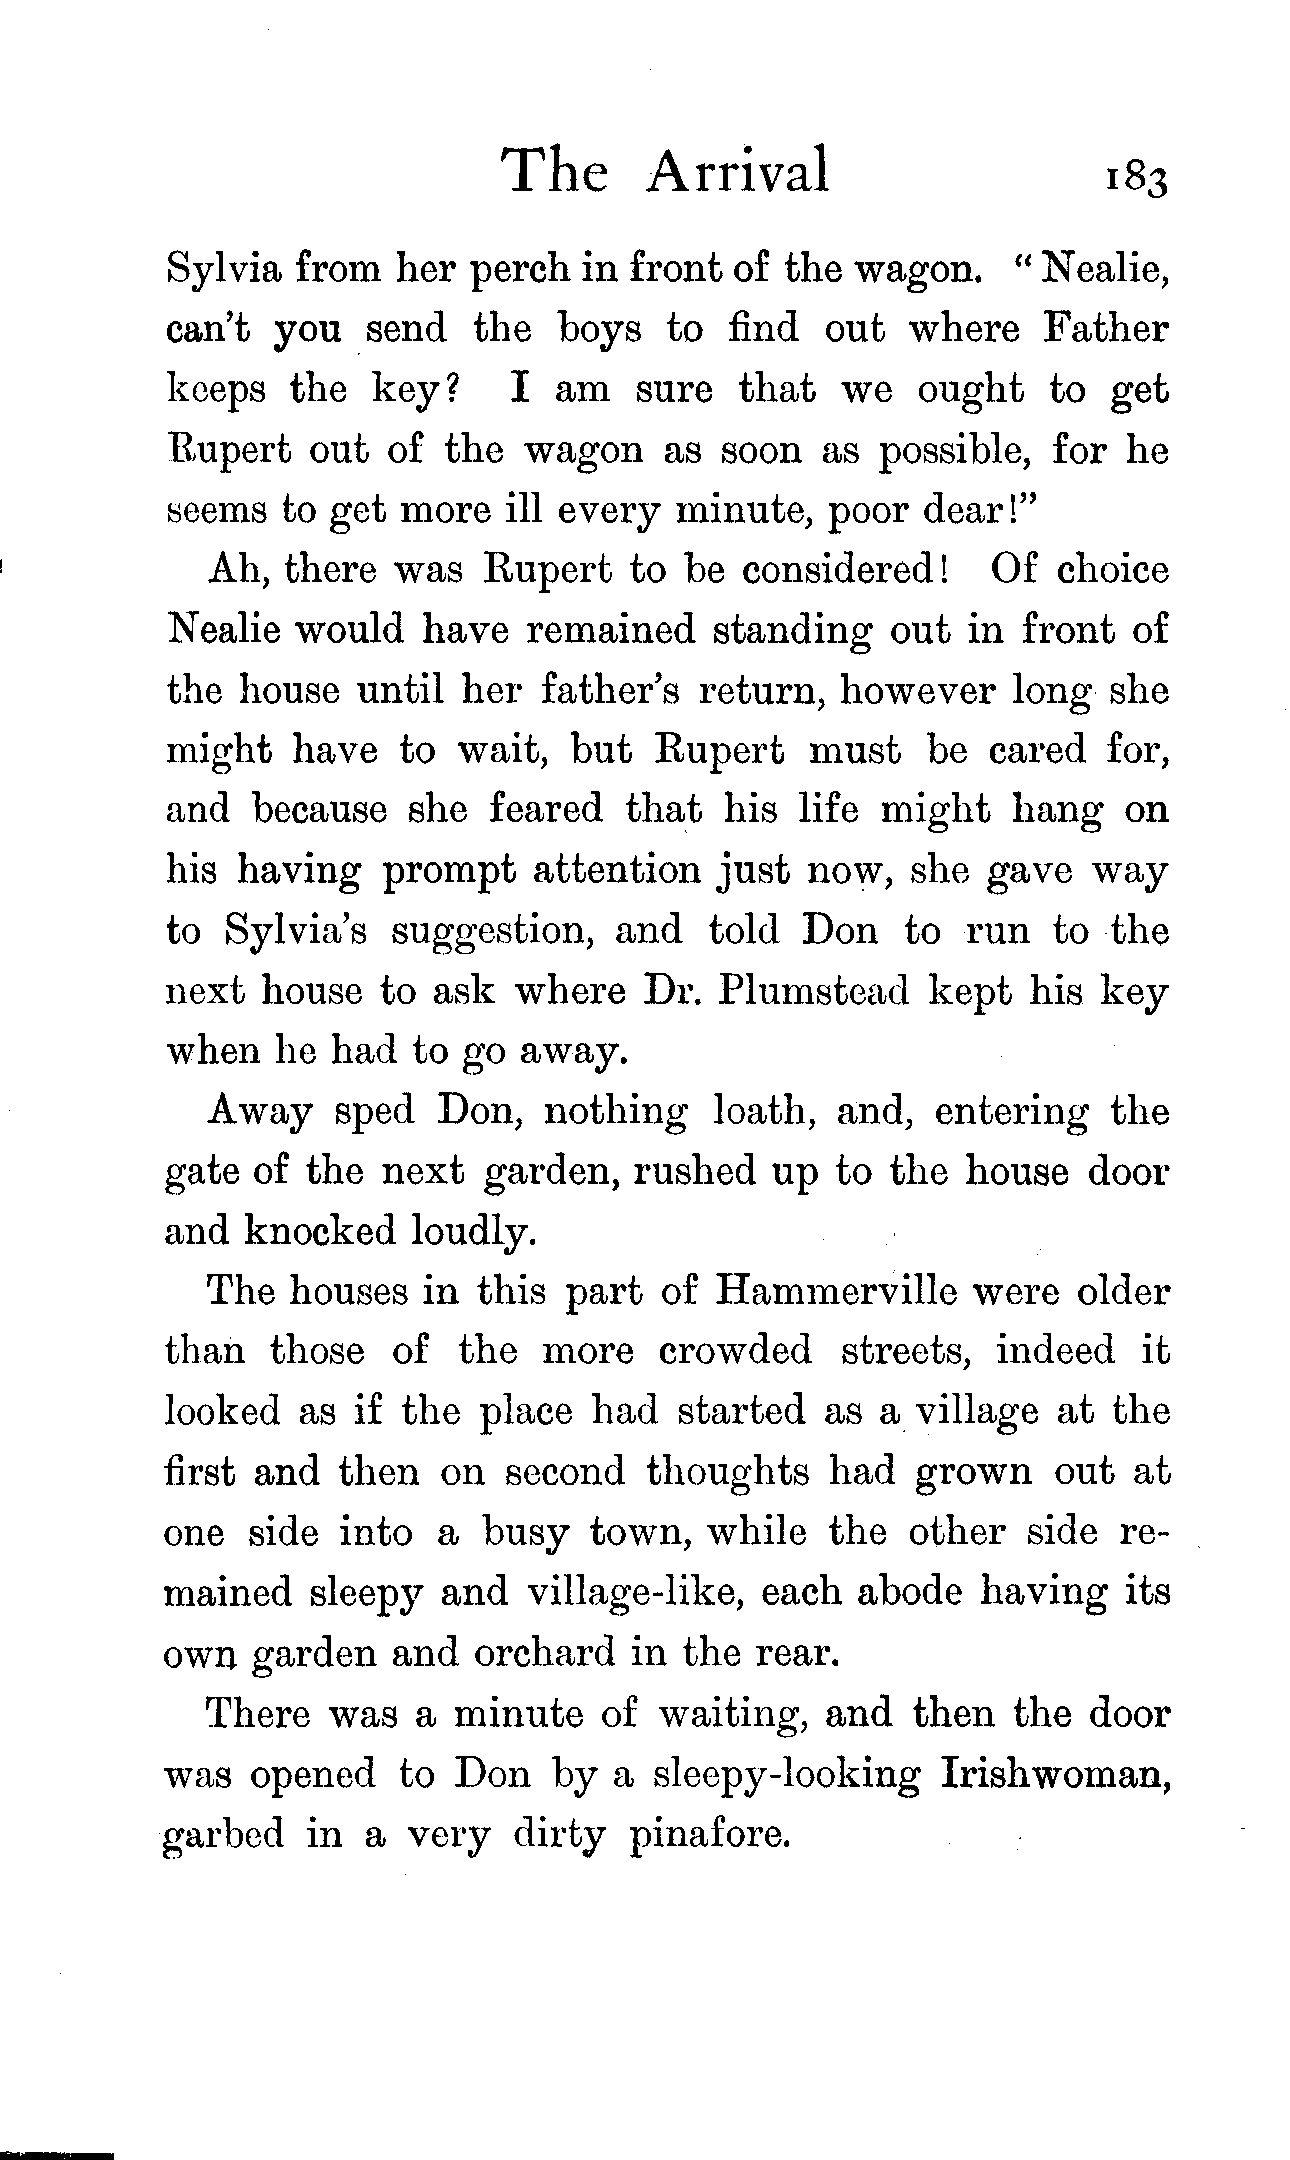 The Arrival 183
Sylvia from her perch in front of the wagon. "Nealie,
can't you send the boys to find out where Father
keeps the key? I am sure that we ought to get
Rupert out of the wagon as soon as possible, for he
seems to get more ill every minute, poor dear!"
Ah, there was Rupert to be considered! Of choice
Nealie would have remained standing out in front of
the house until her father's return, however long she
might have to wait, but Rupert must be cared for,
and because she feared that his life might hang on
his having prompt attention just now, she gave way
to Sylvia's suggestion, and told Don to run to the
next house to ask where Dr. Plumstead kept his key
when he had to go away.
Away sped Don, nothing loath, and, entering the
gate of the next garden, rushed up to the house door
and knocked loudly.
The houses in this part of Hammerville were older
than those of the more crowded streets, indeed it
looked as if the place had started as a village at the
first and then on second thoughts had grown out at
one side into a busy town, while the other side re-
mained sleepy and village-like, each abode having its
own garden and orchard in the rear.
There was a minute of waiting, and then the door
was opened to Don by a sleepy-looking Irishwoman,
garbed in a very dirty pinafore.